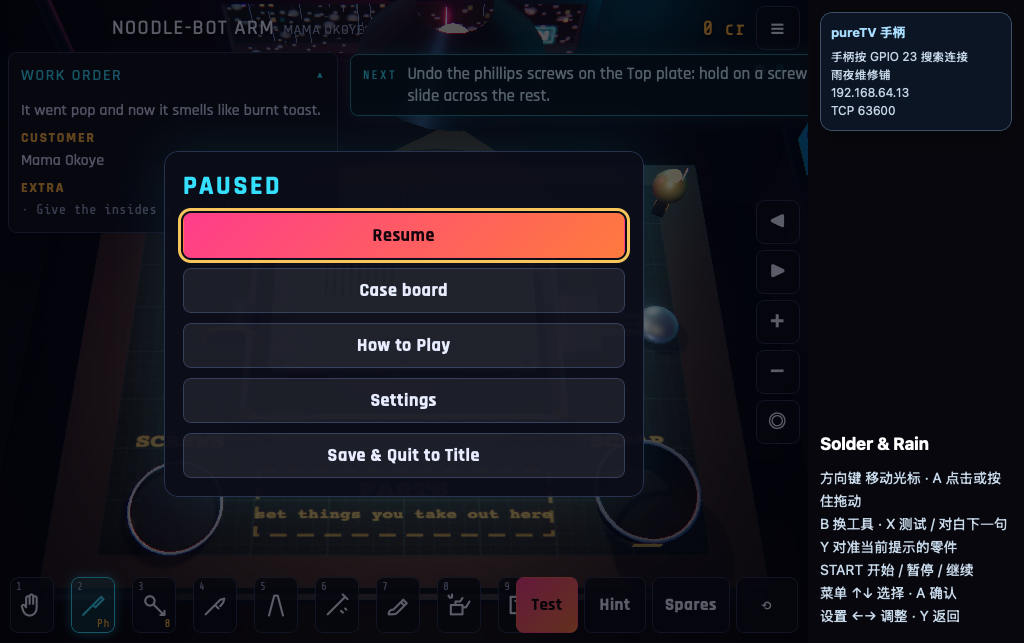 NOODLE-BOT ARM MAMA OKOYE
0 cr
WORK ORDER
It went pop and now it smells like burnt toast.
CUSTOMER
Mama Okoye
EXTRA
· Give the insides
NEXT Undo the phillips screws on the Top plate: hold on a screw
slide across the rest.
PAUSED
Resume
Case board
How to Play
Settings
Save & Quit to Title
set things you take out here
1
2
Ph
3
8
4
5
6
7
8
9
Test
Hint
Spares
pureTV 手柄
手柄按 GPIO 23 搜索连接
雨夜维修铺
192.168.64.13
TCP 63600
Solder & Rain
方向键 移动光标 · A 点击或按
住拖动
B 换工具 · X 测试 / 对白下一句
Y 对准当前提示的零件
START 开始 / 暂停 / 继续
菜单 ↑↓ 选择 · A 确认
设置 ←→ 调整 · Y 返回